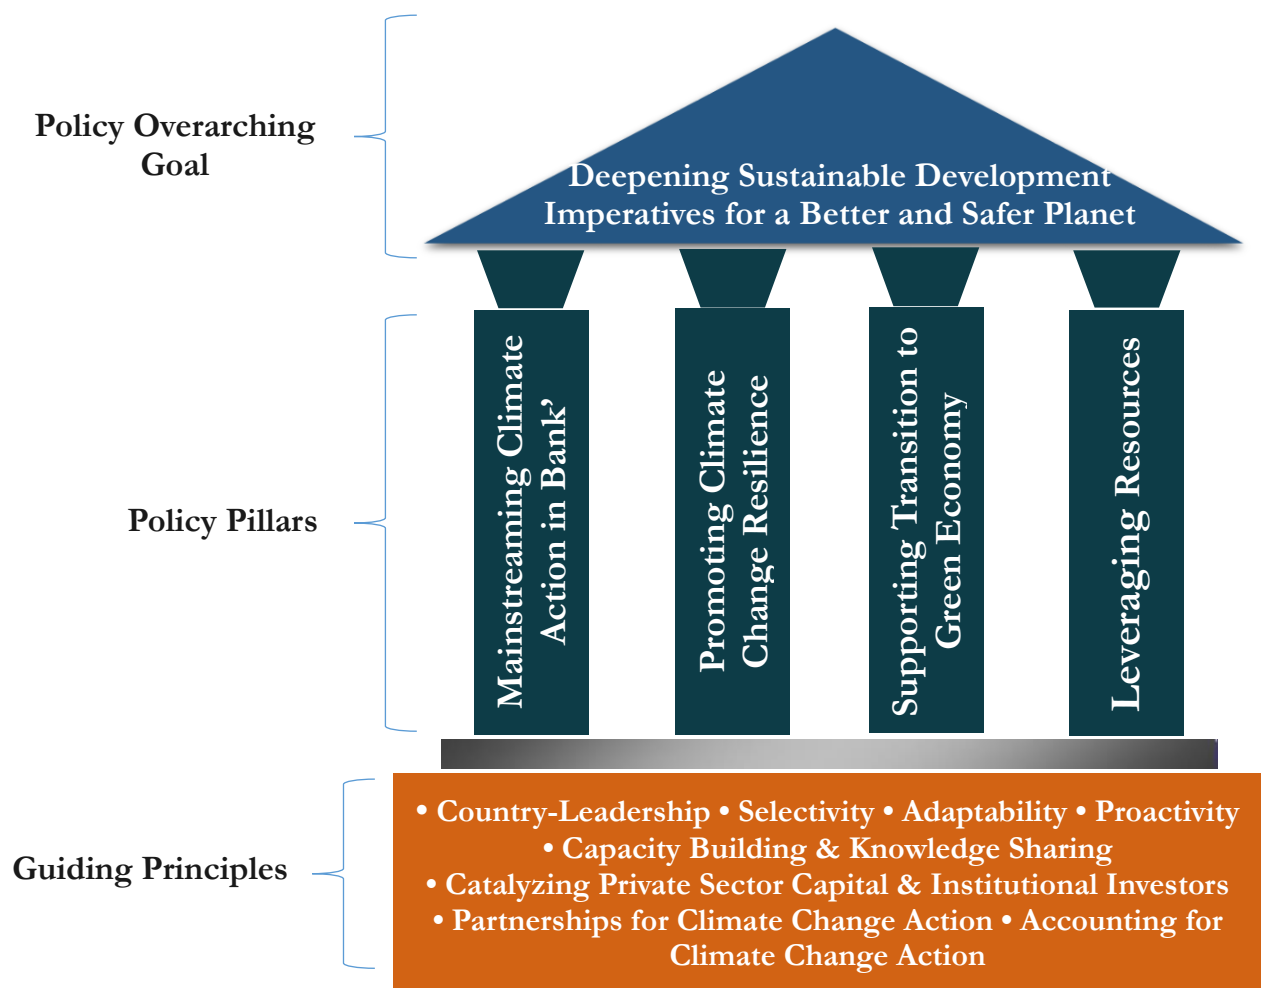 Policy Overarching
Goal
Deepening Sustainable Development
Imperatives for a Better and Safer Planet
Policy Pillars
Mainstreaming Climate
Action in Bank’
Promoting Climate
Change Resilience
Supporting Transition to
Green Economy
Leveraging Resources
Guiding Principles
• Country-Leadership • Selectivity • Adaptability • Proactivity
• Capacity Building & Knowledge Sharing
• Catalyzing Private Sector Capital & Institutional Investors
• Partnerships for Climate Change Action • Accounting for
Climate Change Action